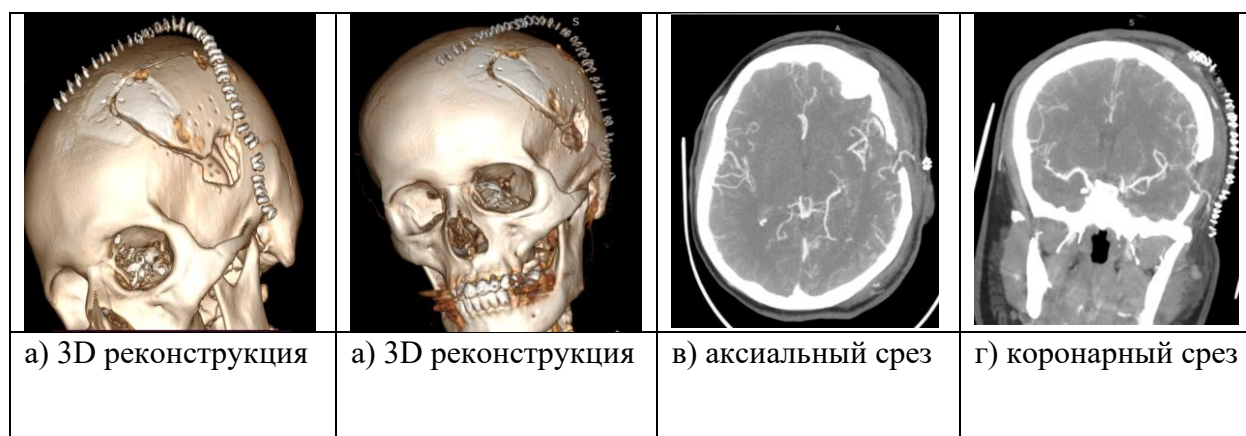 S
A
S
а) 3D реконструкция
а) 3D реконструкция
в) аксиальный срез
г) коронарный срез